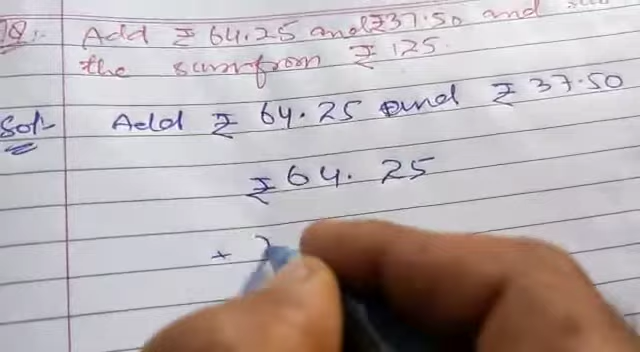 Q:- Add ₹ 64.25 and ₹37.50 and
the sum from ₹ 125.
Sol:- Add ₹ 64.25 and ₹ 37.50
₹ 64.25
+